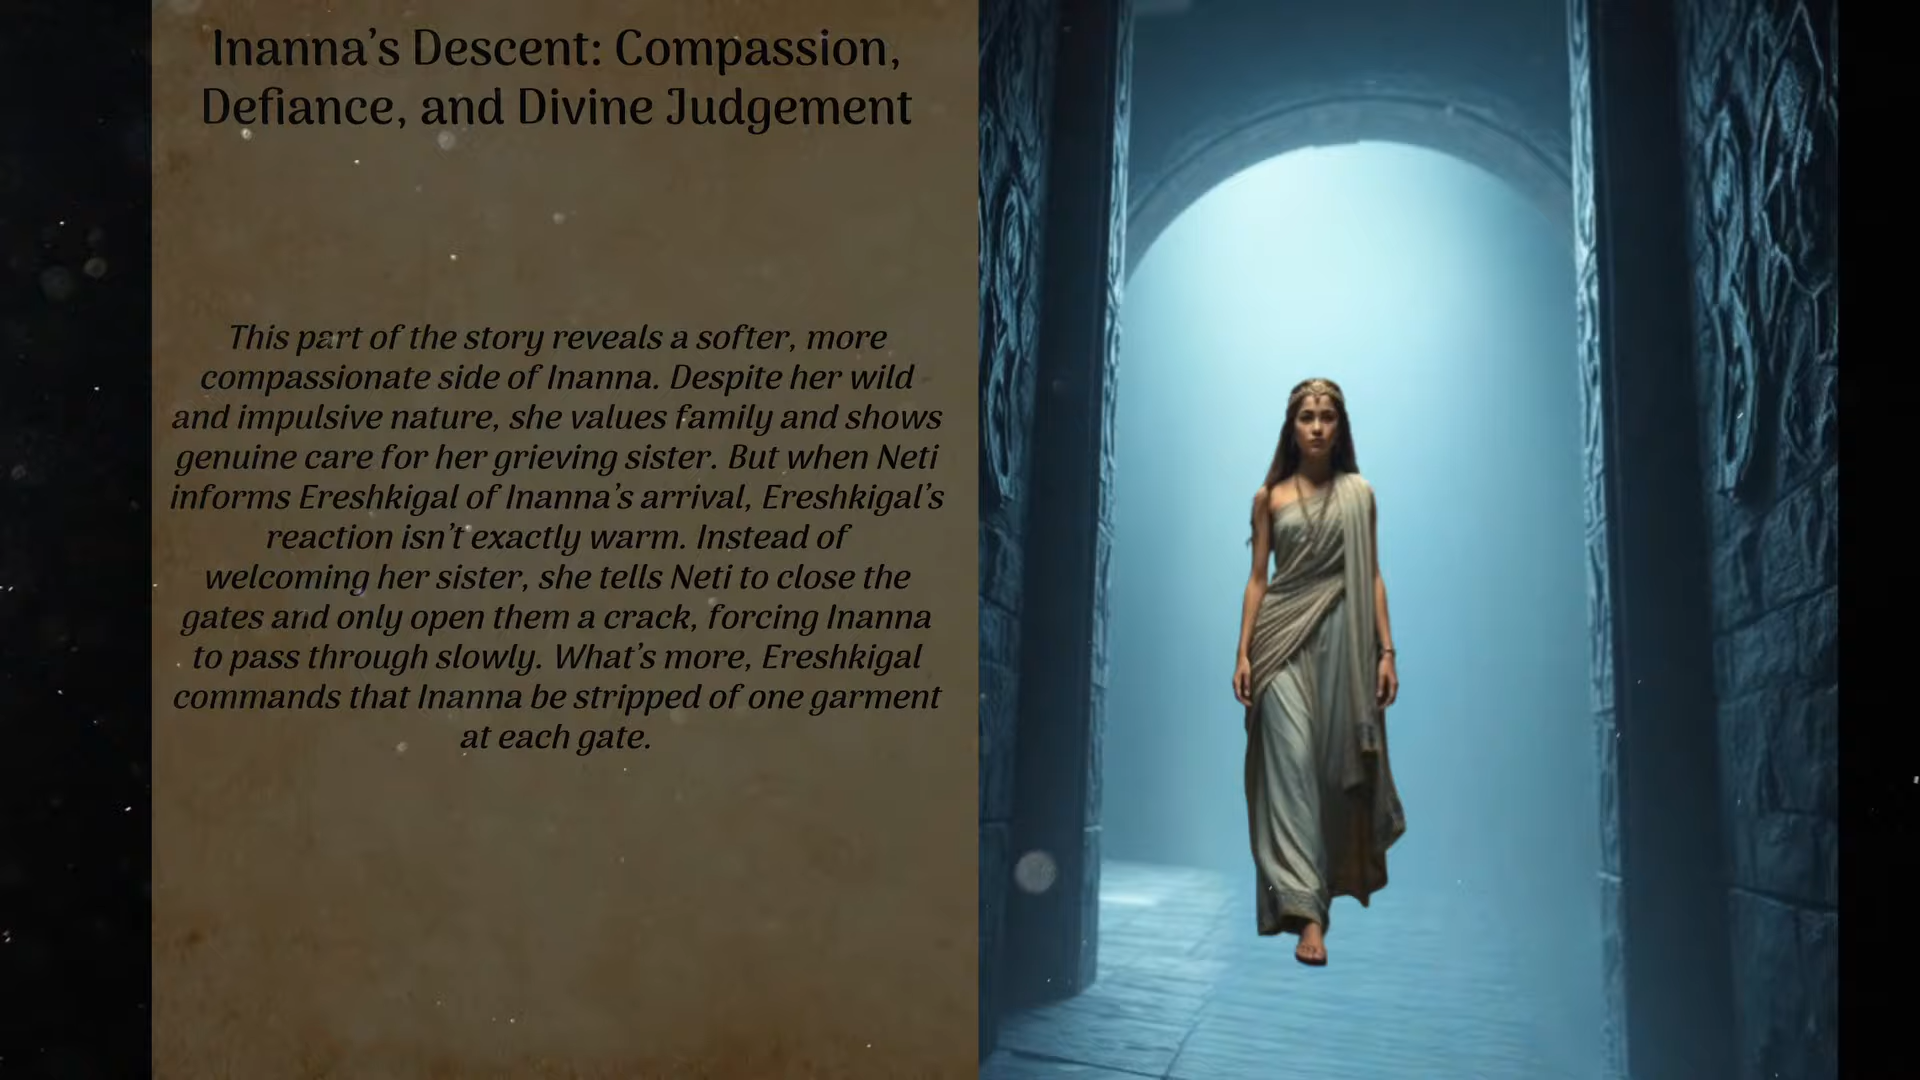 Inanna’s Descent: Compassion,
Defiance, and Divine Judgement
This part of the story reveals a softer, more
compassionate side of Inanna. Despite her wild
and impulsive nature, she values family and shows
genuine care for her grieving sister. But when Neti
informs Ereshkigal of Inanna’s arrival, Ereshkigal’s
reaction isn’t exactly warm. Instead of
welcoming her sister, she tells Neti to close the
gates and only open them a crack, forcing Inanna
to pass through slowly. What’s more, Ereshkigal
commands that Inanna be stripped of one garment
at each gate.